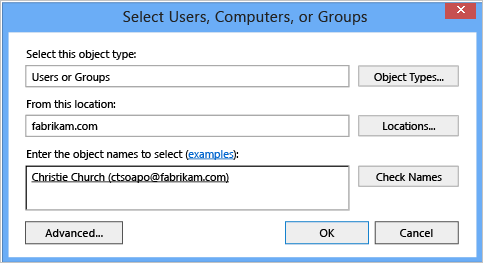 Select Users, Computers, or Groups
Select this object type:
Users or Groups
Object Types...
From this location:
fabrikam.com
Locations...
Enter the object names to select (examples):
Christie Church (ctsoapo@fabrikam.com)
Check Names
Advanced...
OK
Cancel